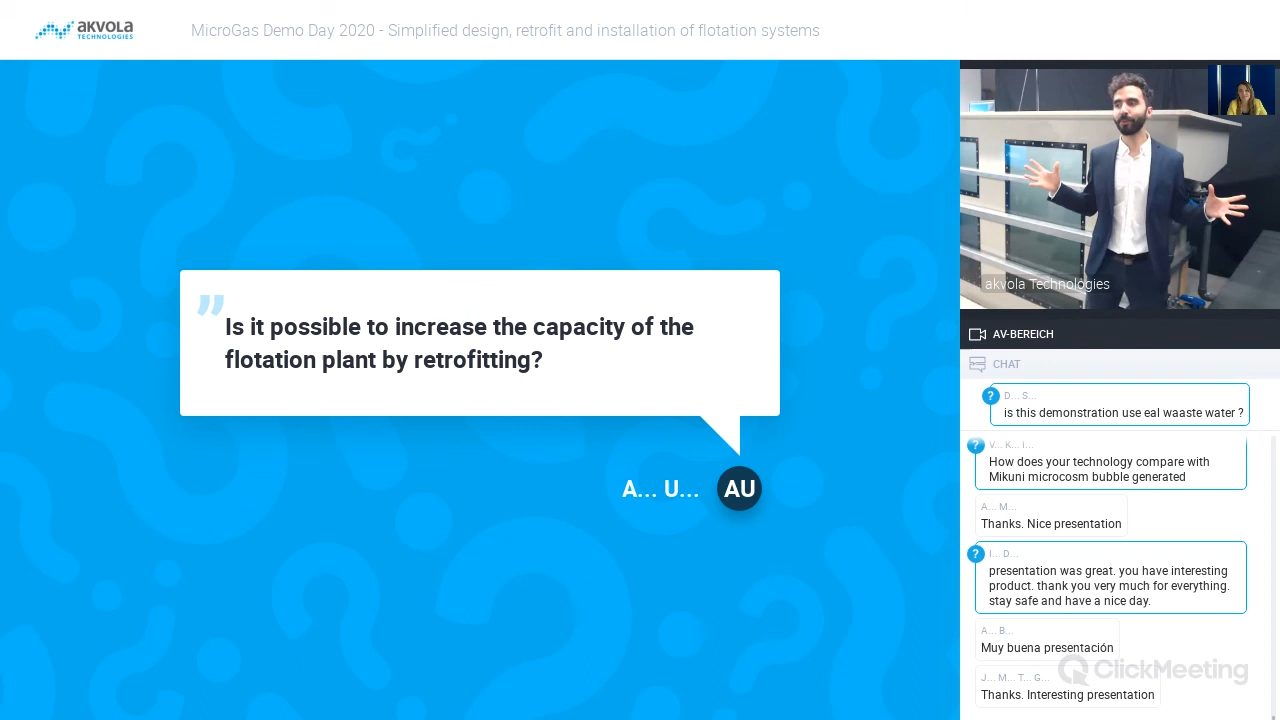 akvola
TECHNOLOGIES
MicroGas Demo Day 2020 - Simplified design, retrofit and installation of flotation systems
”
Is it possible to increase the capacity of the
flotation plant by retrofitting?
A... U...
AU
akvola Technologies
AV-BEREICH
CHAT
?
D... S...
is this demonstration use eal waaste water ?
?
V... K... I...
How does your technology compare with
Mikuni microcosm bubble generated
A... M...
Thanks. Nice presentation
?
I... D...
presentation was great. you have interesting
product. thank you very much for everything.
stay safe and have a nice day.
A... B...
Muy buena presentación
J... M... T... G...
Thanks. Interesting presentation
ClickMeeting